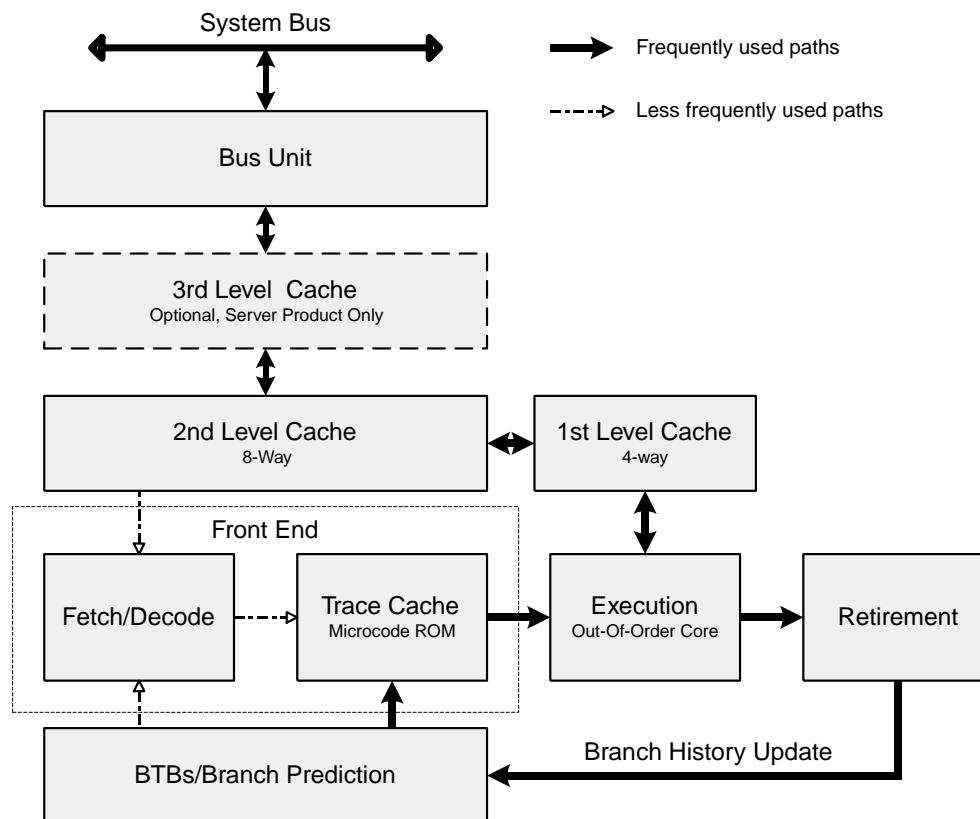 System Bus
Frequently used paths
Less frequently used paths
Bus Unit
3rd Level Cache
Optional, Server Product Only
2nd Level Cache
8-Way
1st Level Cache
4-way
Front End
Fetch/Decode
Trace Cache
Microcode ROM
Execution
Out-Of-Order Core
Retirement
Branch History Update
BTBs/Branch Prediction